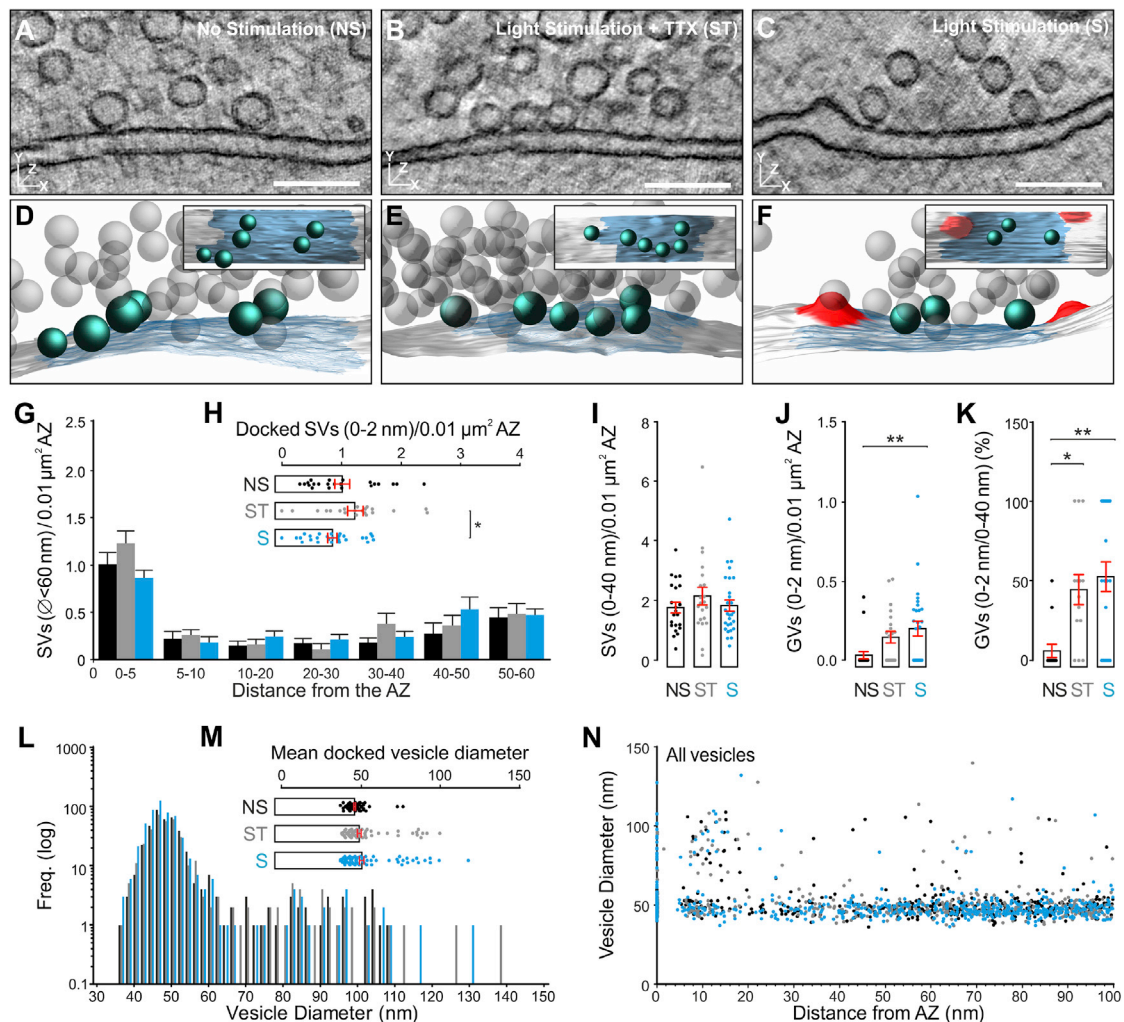 A
No Stimulation (NS)
Y
Z
X
B
Light Stimulation + TTX (ST)
Y
Z
X
C
Light Stimulation (S)
Y
Z
X
D
E
F
G
SVs (Ø<60 nm)/ 0.01 µm² AZ
2.5
2.0
1.5
1.0
0.5
0
0
0-5
5-10
10-20
20-30
30-40
40-50
50-60
Distance from the AZ
H
Docked SVs (0-2 nm)/0.01 µm² AZ
0 1 2 3 4
NS
ST
S
*
I
SVs (0-40 nm)/0.01 µm² AZ
8
6
4
2
0
NS ST S
J
GVs (0-2 nm)/0.01 µm² AZ
1.5
1.0
0.5
0.0
**
NS ST S
K
GVs (0-2 nm/0-40 nm) (%)
150
100
50
0
**
*
NS ST S
L
Freq. (log)
1000
100
10
1
0.1
30 40 50 60 70 80 90 100 110 120 130 140 150
Vesicle Diameter (nm)
M
Mean docked vesicle diameter
0 50 100 150
NS
ST
S
N
All vesicles
Vesicle Diameter (nm)
150
100
50
0
0 10 20 30 40 50 60 70 80 90 100
Distance from AZ (nm)